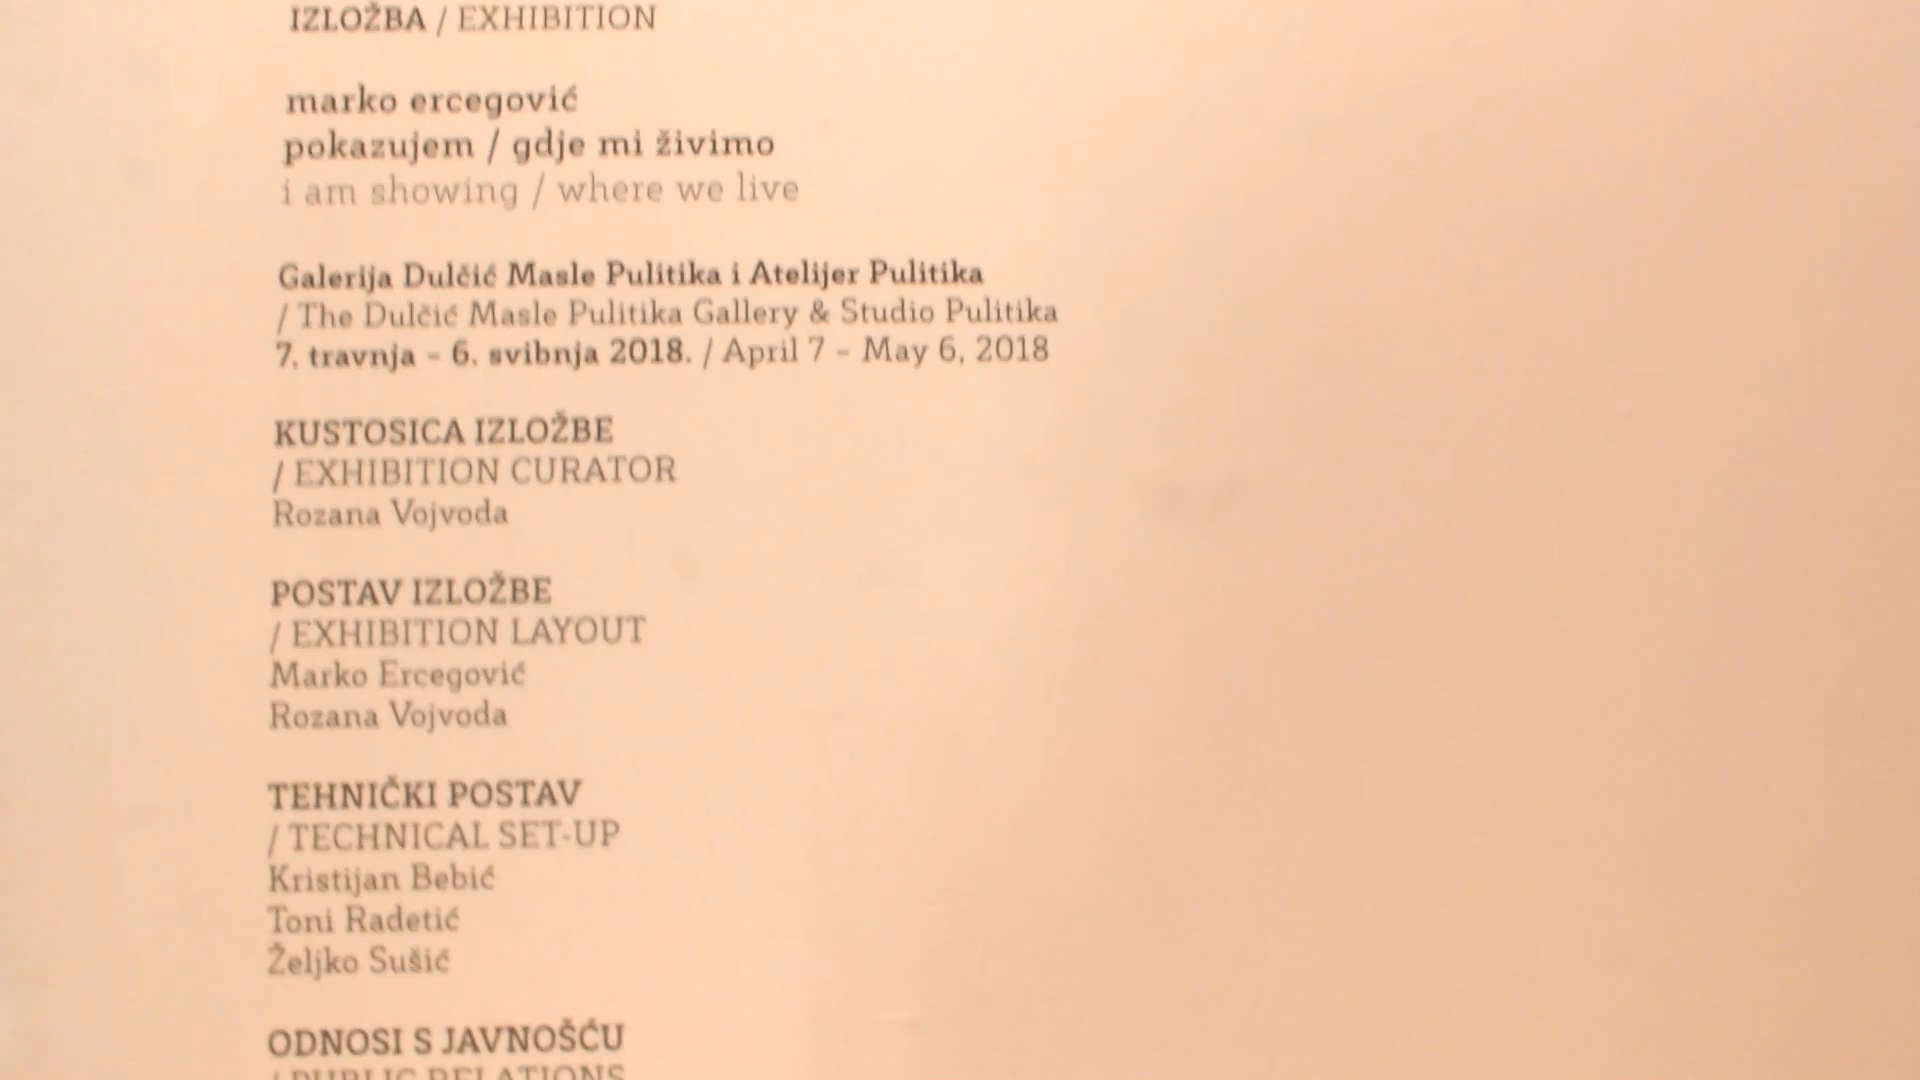 IZLOŽBA / EXHIBITION
marko ercegović
pokazujem / gdje mi živimo
i am showing / where we live
Galerija Dulčić Masle Pulitika i Atelijer Pulitika
/ The Dulčić Masle Pulitika Gallery & Studio Pulitika
7. travnja – 6. svibnja 2018. / April 7 – May 6, 2018
KUSTOSICA IZLOŽBE
/ EXHIBITION CURATOR
Rozana Vojvoda
POSTAV IZLOŽBE
/ EXHIBITION LAYOUT
Marko Ercegović
Rozana Vojvoda
TEHNIČKI POSTAV
/ TECHNICAL SET-UP
Kristijan Bebić
Toni Radetić
Željko Sušić
ODNOSI S JAVNOŠĆU
/ PUBLIC RELATIONS